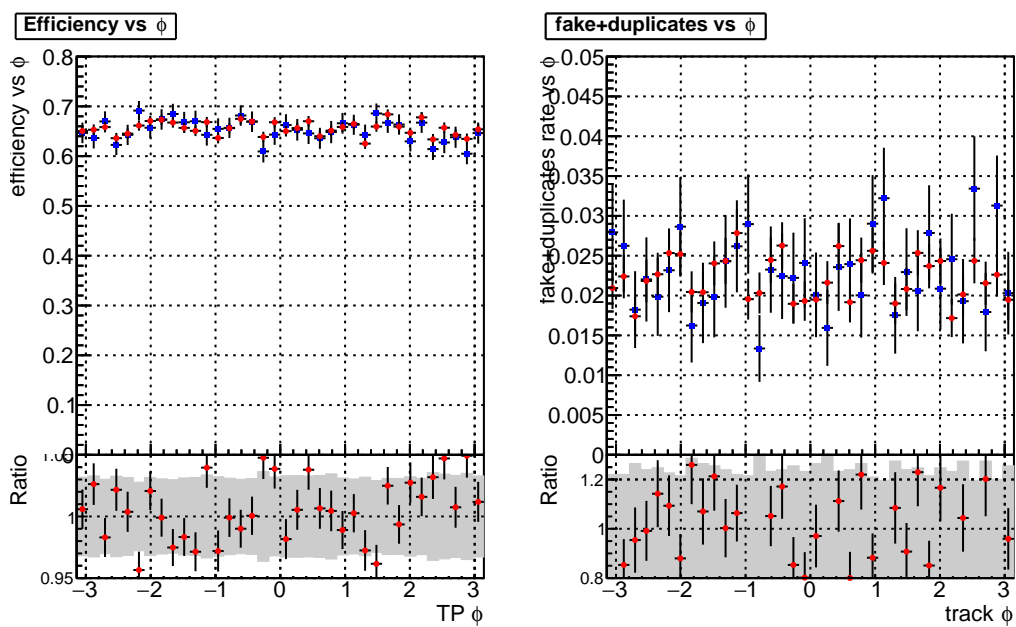 Efficiency vs ϕ
efficiency vs ϕ
0.8
0.7
0.6
0.5
0.4
0.3
0.2
0.1
0
Ratio
1
0.95
−3 −2 −1 0 1 2 3
TP ϕ
fake+duplicates vs ϕ
fake+duplicates rate vs ϕ
0.05
0.045
0.04
0.035
0.03
0.025
0.02
0.015
0.01
0.005
0
Ratio
1.2
1
0.8
−3 −2 −1 0 1 2 3
track ϕ